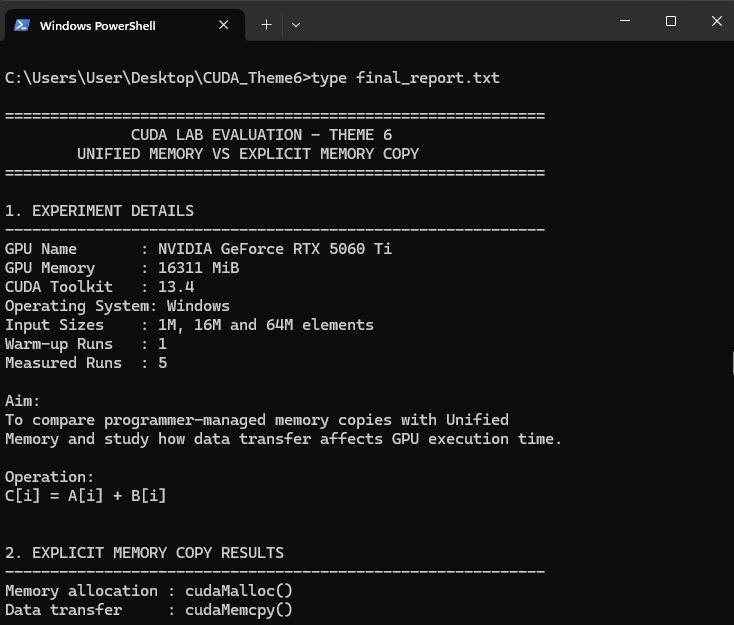 Windows PowerShell
C:\Users\User\Desktop\CUDA_Theme6>type final_report.txt
============================================================
CUDA LAB EVALUATION - THEME 6
UNIFIED MEMORY VS EXPLICIT MEMORY COPY
============================================================
1. EXPERIMENT DETAILS
------------------------------------------------------------
GPU Name       : NVIDIA GeForce RTX 5060 Ti
GPU Memory     : 16311 MiB
CUDA Toolkit   : 13.4
Operating System: Windows
Input Sizes    : 1M, 16M and 64M elements
Warm-up Runs   : 1
Measured Runs  : 5
Aim:
To compare programmer-managed memory copies with Unified
Memory and study how data transfer affects GPU execution time.
Operation:
C[i] = A[i] + B[i]
2. EXPLICIT MEMORY COPY RESULTS
------------------------------------------------------------
Memory allocation : cudaMalloc()
Data transfer     : cudaMemcpy()